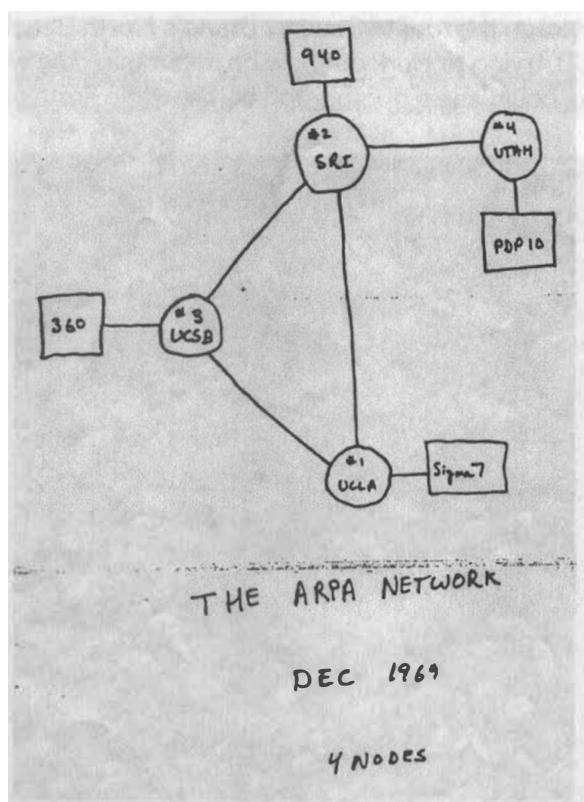 940
#2
SRI
#4
UTAH
PDP 10
360
#3
UCSB
#1
UCLA
Sigma 7
THE ARPA NETWORK
DEC 1969
4 NODES